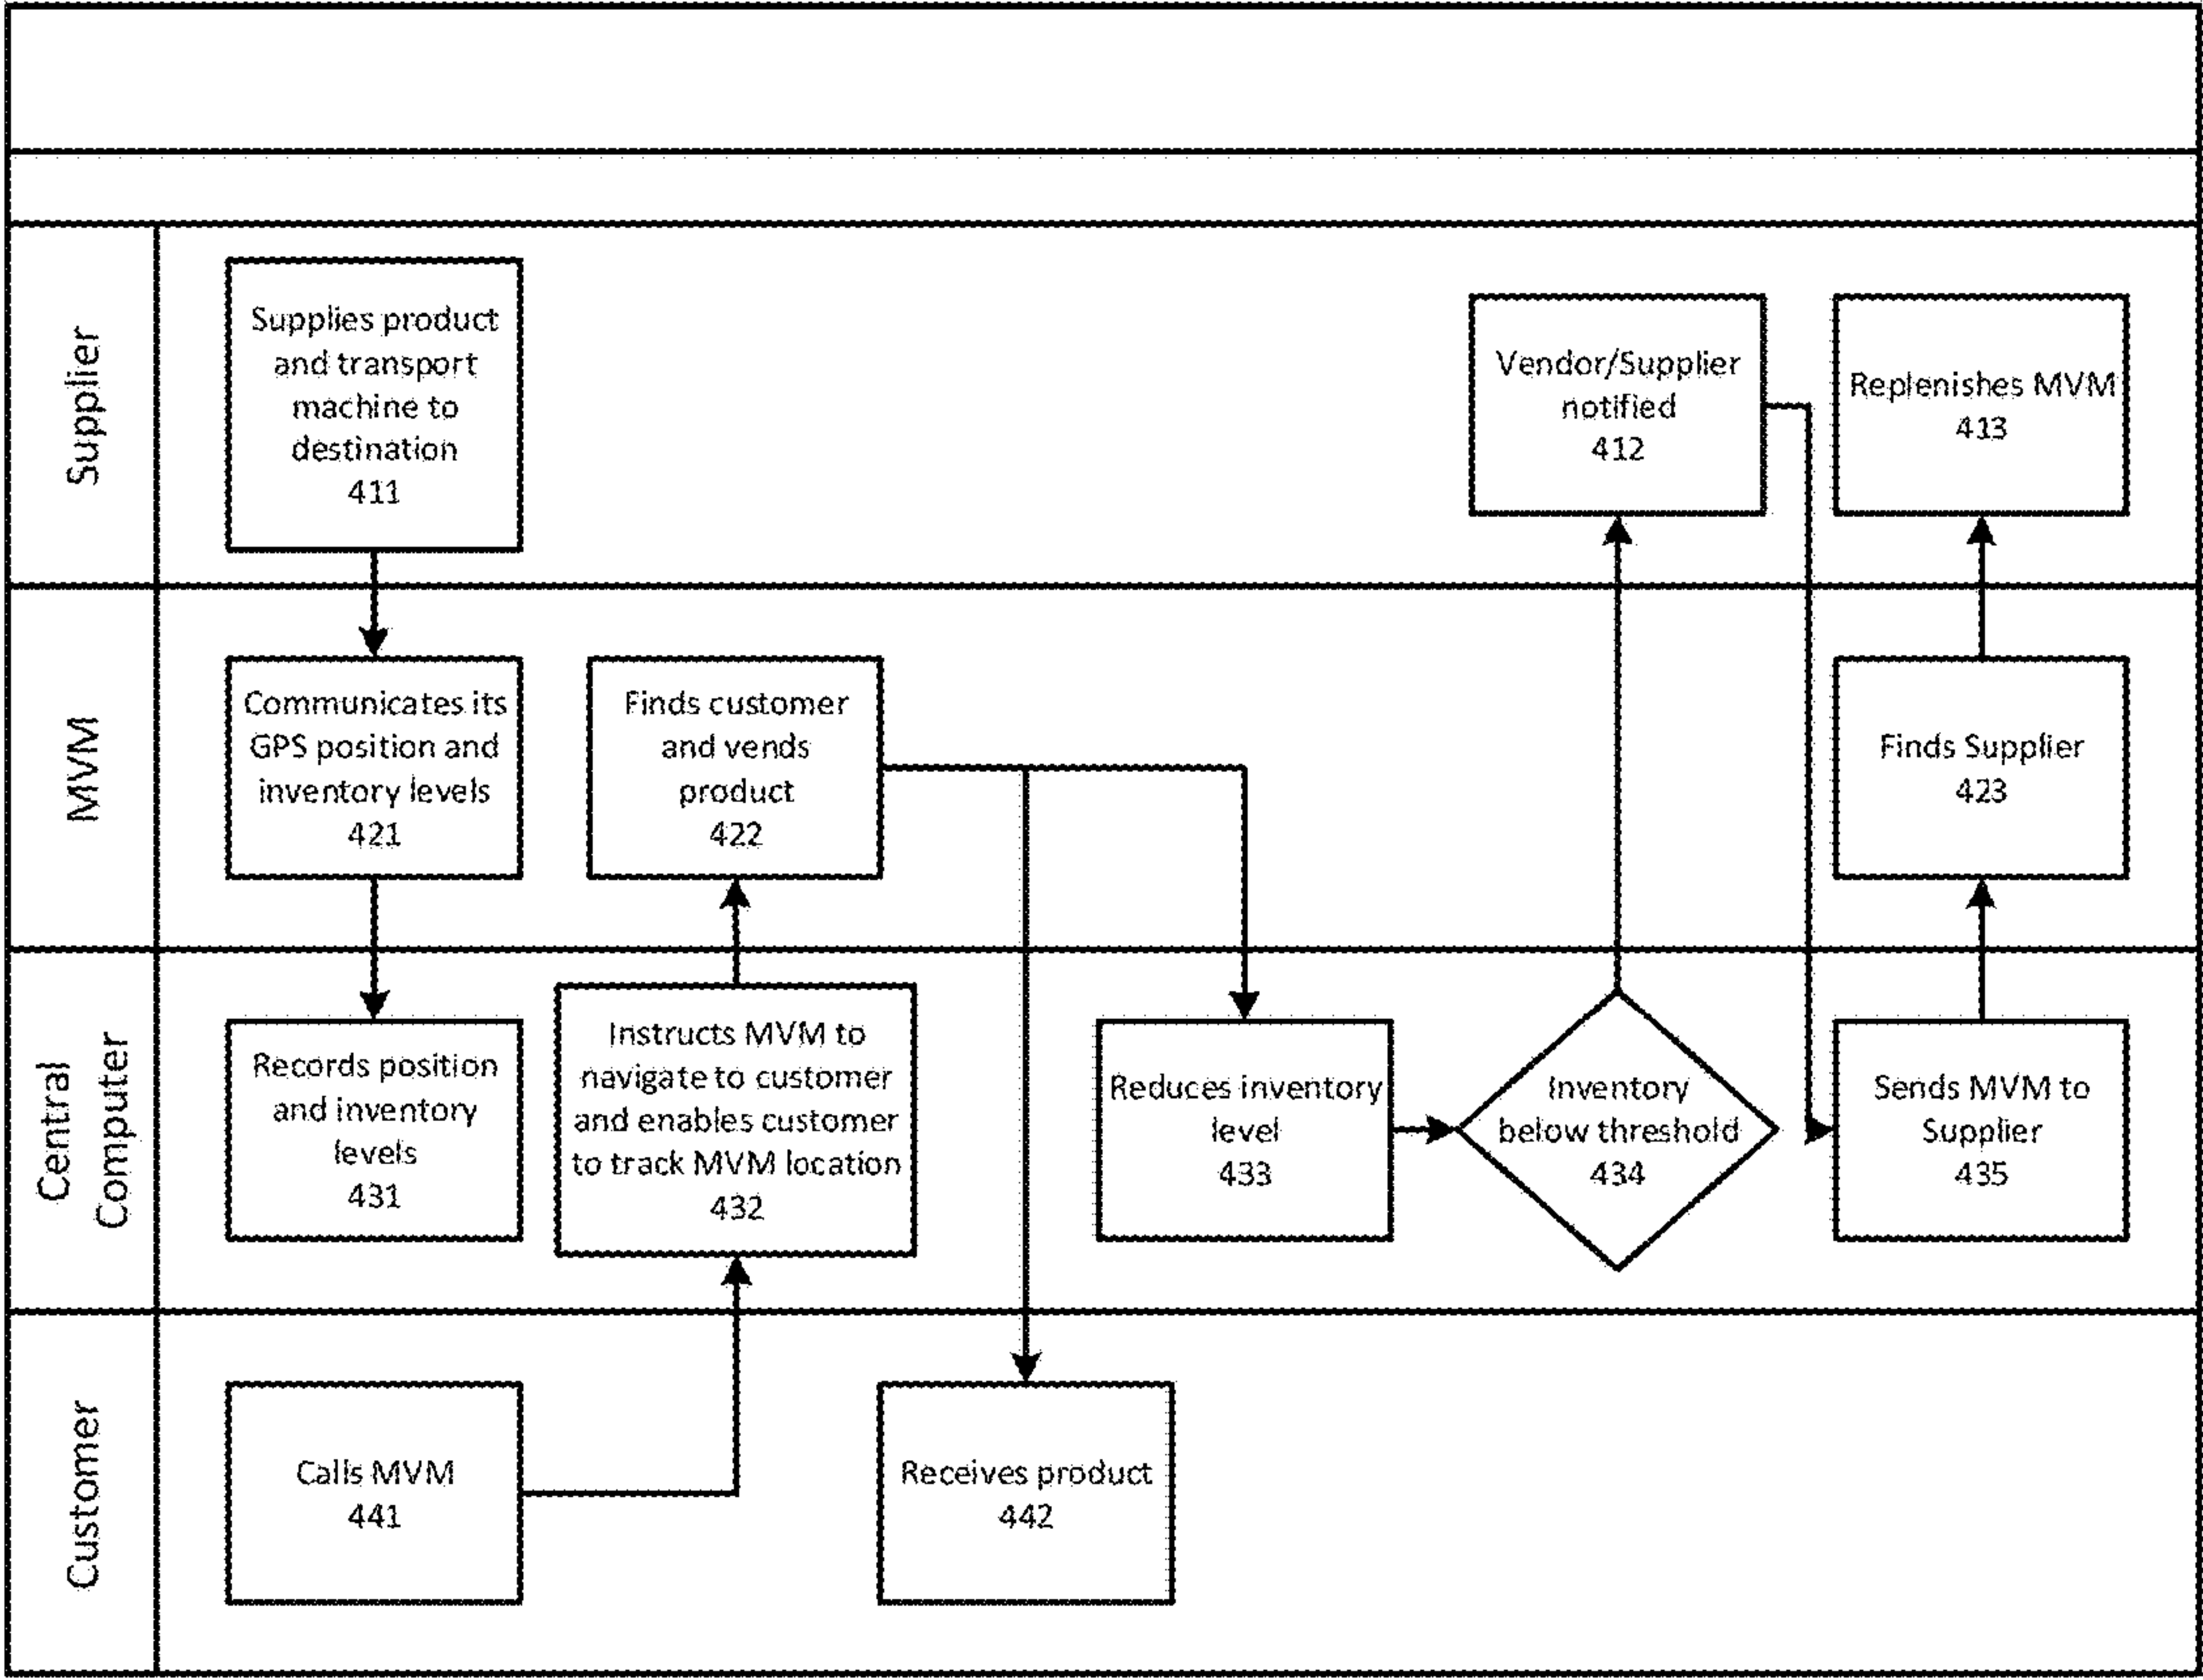 Supplier
Supplies product
and transport
machine to
destination
411
Vendor/Supplier
notified
412
Replenishes MVM
413
MVM
Communicates its
GPS position and
inventory levels
421
Finds customer
and vends
product
422
Finds Supplier
423
Central
Computer
Records position
and inventory
levels
431
Instructs MVM to
navigate to customer
and enables customer
to track MVM location
432
Reduces inventory
level
433
Inventory
below threshold
434
Sends MVM to
Supplier
435
Customer
Calls MVM
441
Receives product
442